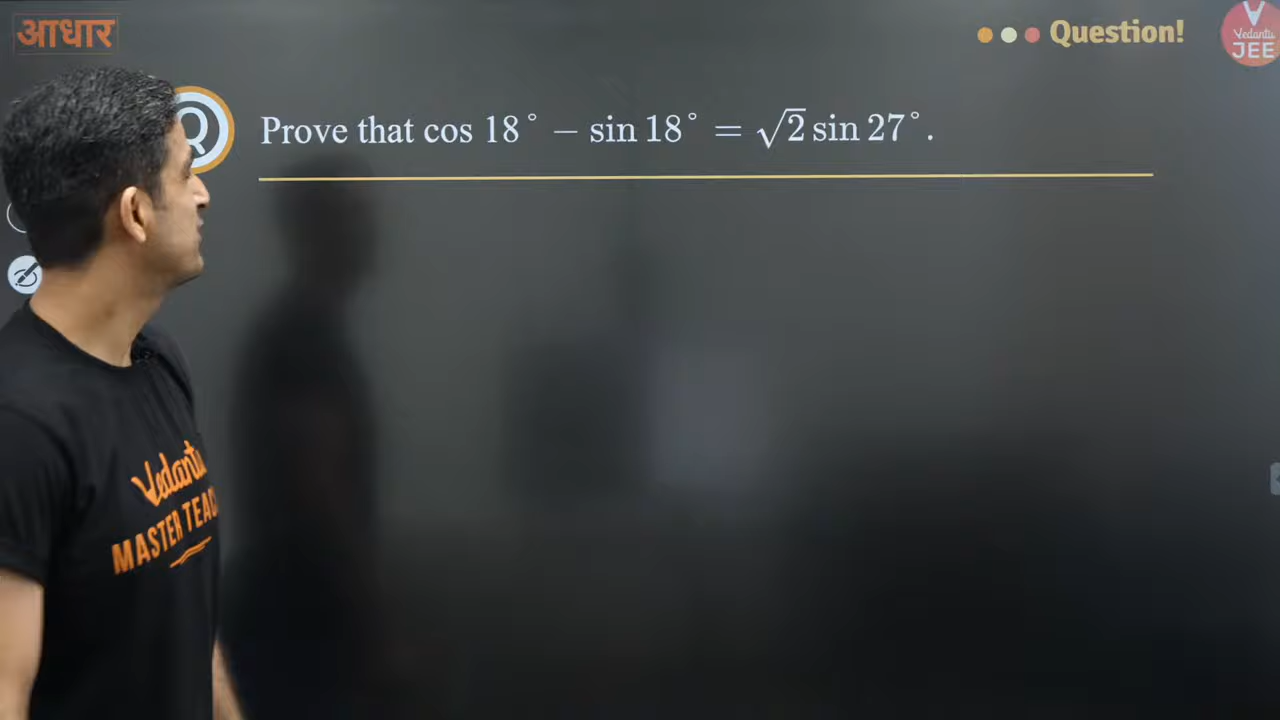 आधार
Question!
Vedantu
JEE
Q
Prove that cos 18° − sin 18° = √2 sin 27°.
Vedantu
MASTER TEAC